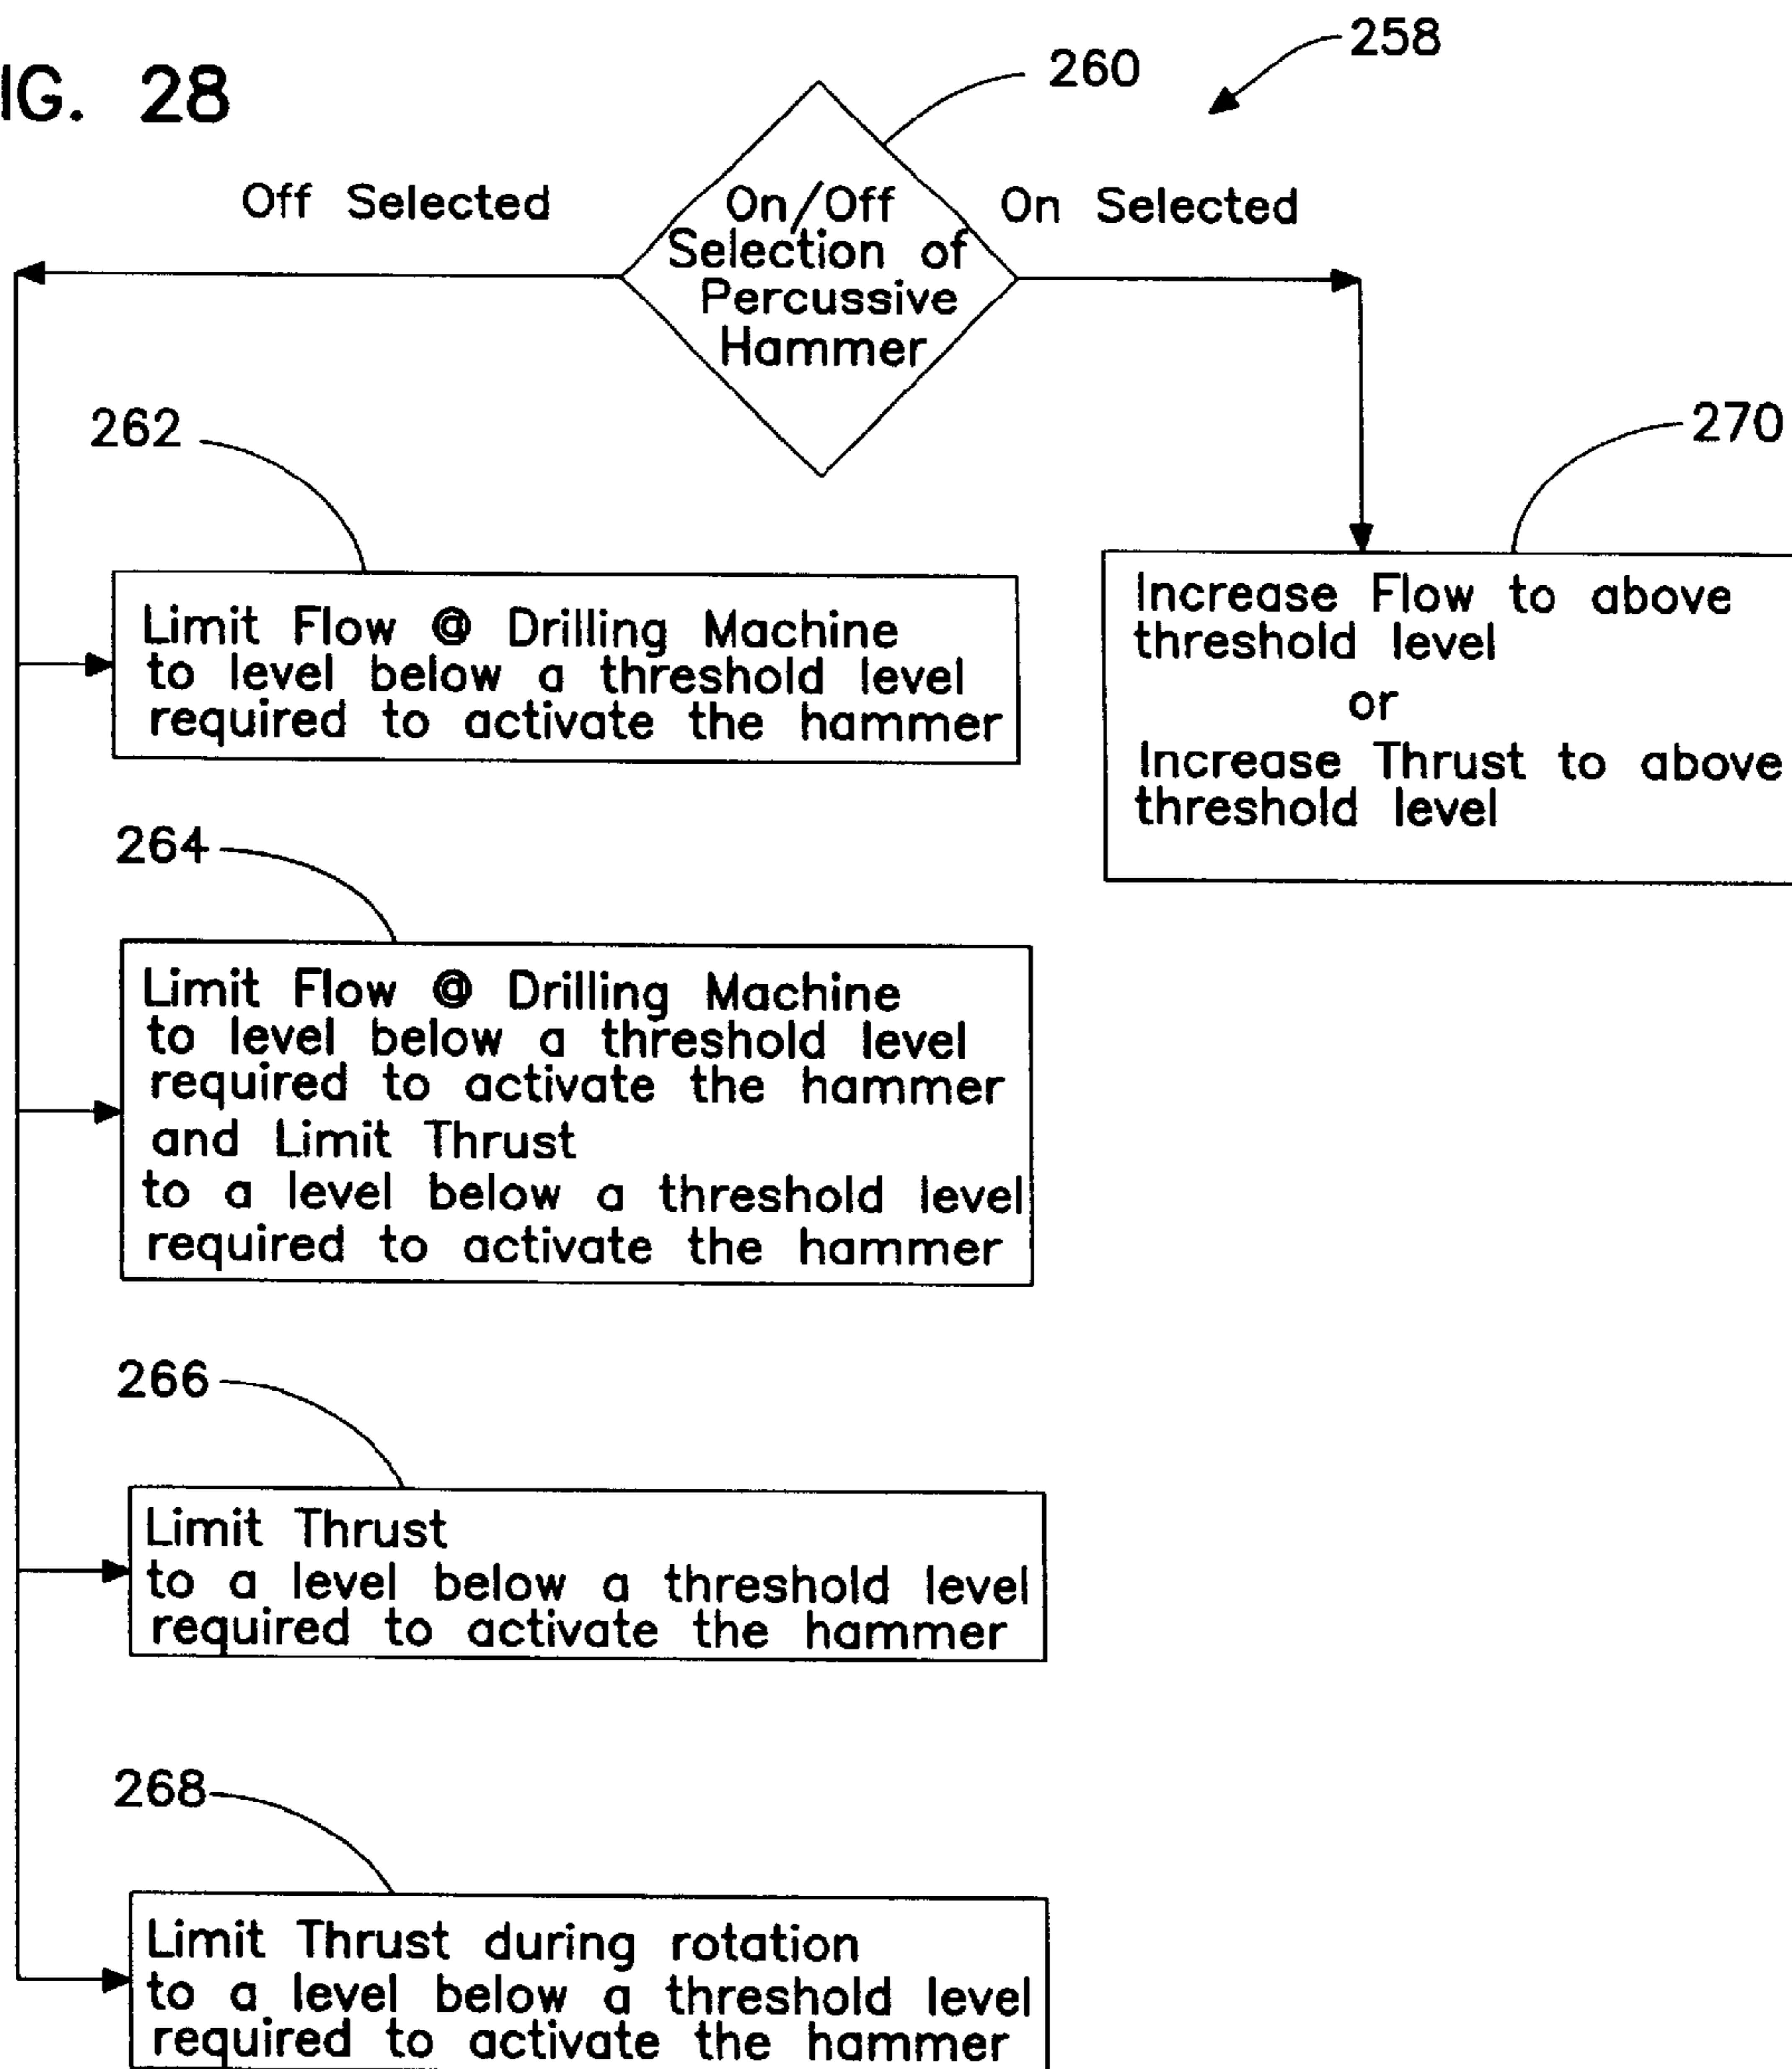 IG. 28
258
260
Off Selected
On/Off
Selection of
Percussive
Hammer
On Selected
262
270
Limit Flow @ Drilling Machine
to level below a threshold level
required to activate the hammer
Increase Flow to above
threshold level
or
Increase Thrust to above
threshold level
264
Limit Flow @ Drilling Machine
to level below a threshold level
required to activate the hammer
and Limit Thrust
to a level below a threshold level
required to activate the hammer
266
Limit Thrust
to a level below a threshold level
required to activate the hammer
268
Limit Thrust during rotation
to a level below a threshold level
required to activate the hammer